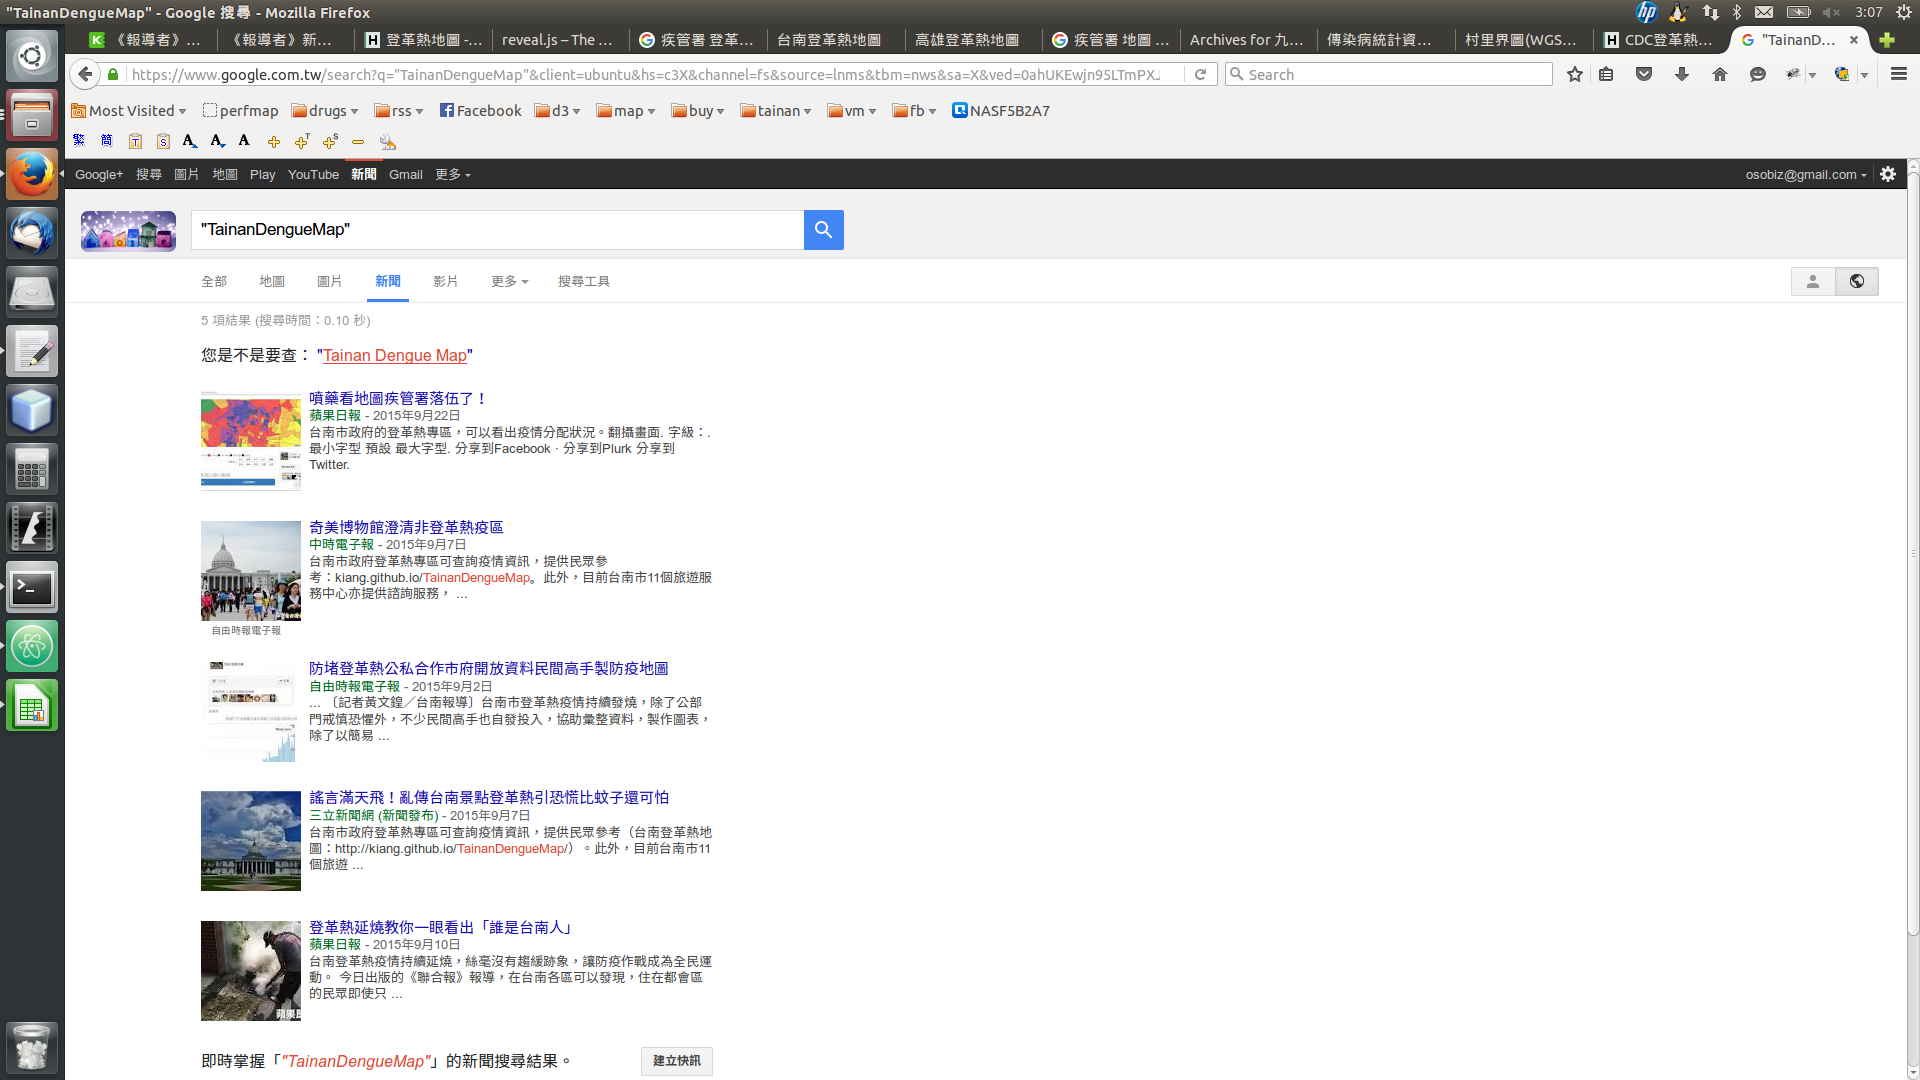 "TainanDengueMap" - Google 搜尋 - Mozilla Firefox
3:07
《報導者》...
《報導者》新...
登革熱地圖 -...
reveal.js – The ...
疾管署 登革...
台南登革熱地圖
高雄登革熱地圖
疾管署 地圖 ...
Archives for 九...
傳染病統計資...
村里界圖(WGS...
CDC登革熱...
"TainanD...
https://www.google.com.tw/search?q="TainanDengueMap"&client=ubuntu&hs=c3X&channel=fs&source=lnms&tbm=nws&sa=X&ved=0ahUKEwjn95LTmPXJ
Search
Most Visited
perfmap
drugs
rss
Facebook
d3
map
buy
tainan
vm
fb
NASF5B2A7
繁 簡 T S A A A T S
Google+ 搜尋 圖片 地圖 Play YouTube 新聞 Gmail 更多
osobiz@gmail.com
"TainanDengueMap"
全部 地圖 圖片 新聞 影片 更多 搜尋工具
5 項結果 (搜尋時間：0.10 秒)
您是不是要查： "Tainan Dengue Map"
噴藥看地圖疾管署落伍了！
蘋果日報 - 2015年9月22日
台南市政府的登革熱專區，可以看出疫情分配狀況。翻攝畫面. 字級：.
最小字型 預設 最大字型. 分享到Facebook · 分享到Plurk 分享到
Twitter.
奇美博物館澄清非登革熱疫區
中時電子報 - 2015年9月7日
台南市政府登革熱專區可查詢疫情資訊，提供民眾參
考：kiang.github.io/TainanDengueMap。此外，目前台南市11個旅遊服
務中心亦提供諮詢服務， ...
自由時報電子報
防堵登革熱公私合作市府開放資料民間高手製防疫地圖
自由時報電子報 - 2015年9月2日
... 〔記者黃文鍠／台南報導〕台南市登革熱疫情持續發燒，除了公部
門戒慎恐懼外，不少民間高手也自發投入，協助彙整資料，製作圖表，
除了以簡易 ...
謠言滿天飛！亂傳台南景點登革熱引恐慌比蚊子還可怕
三立新聞網 (新聞發布) - 2015年9月7日
台南市政府登革熱專區可查詢疫情資訊，提供民眾參考（台南登革熱地
圖：http://kiang.github.io/TainanDengueMap/）。此外，目前台南市11
個旅遊 ...
登革熱延燒教你一眼看出「誰是台南人」
蘋果日報 - 2015年9月10日
台南登革熱疫情持續延燒，絲毫沒有趨緩跡象，讓防疫作戰成為全民運
動。 今日出版的《聯合報》報導，在台南各區可以發現，住在都會區
的民眾即使只 ...
即時掌握「"TainanDengueMap"」的新聞搜尋結果。
建立快訊